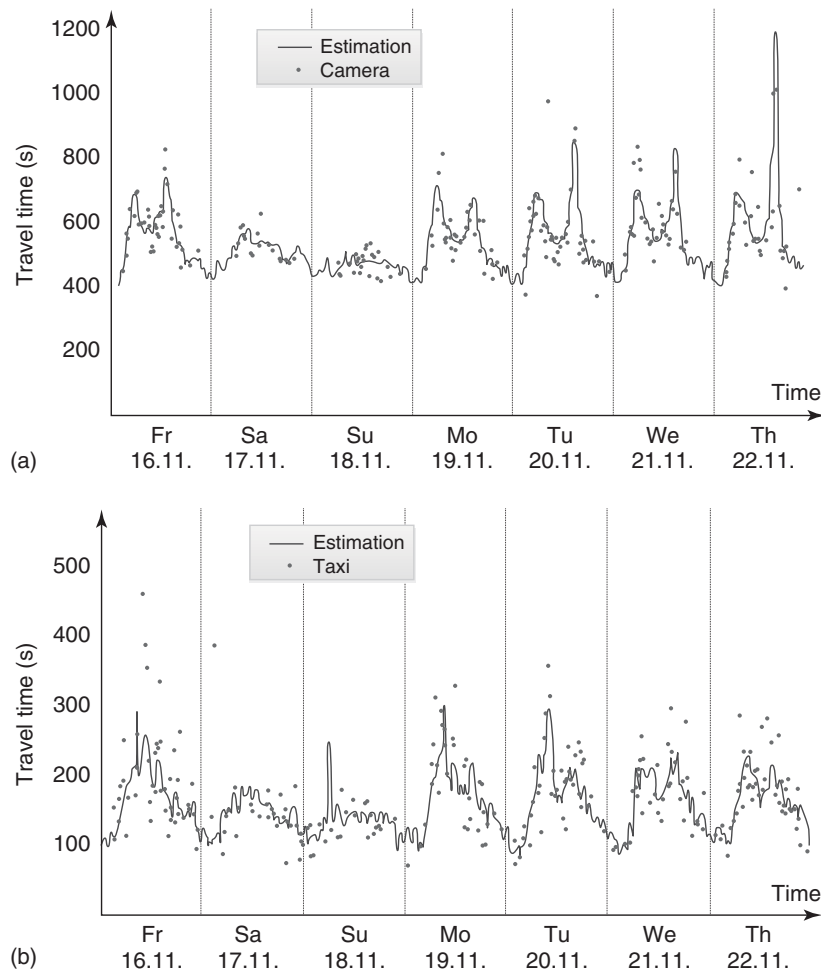 1200
Estimation
Camera
1000
800
Travel time (s)
600
400
200
Time
Fr Sa Su Mo Tu We Th
(a) 16.11. 17.11. 18.11. 19.11. 20.11. 21.11. 22.11.
Estimation
Taxi
500
400
Travel time (s)
300
200
100
Time
Fr Sa Su Mo Tu We Th
(b) 16.11. 17.11. 18.11. 19.11. 20.11. 21.11. 22.11.